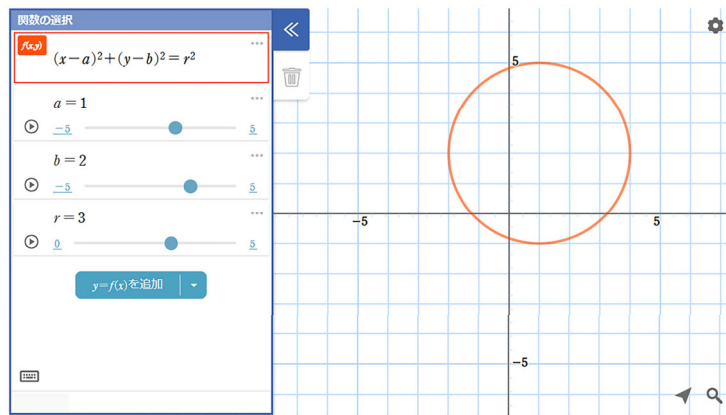 関数の選択
f(x,y)
(x−a)²+(y−b)²=r²
a=1
−5 5
b=2
−5 5
r=3
0 5
y=f(x)を追加
5
−5 5
−5